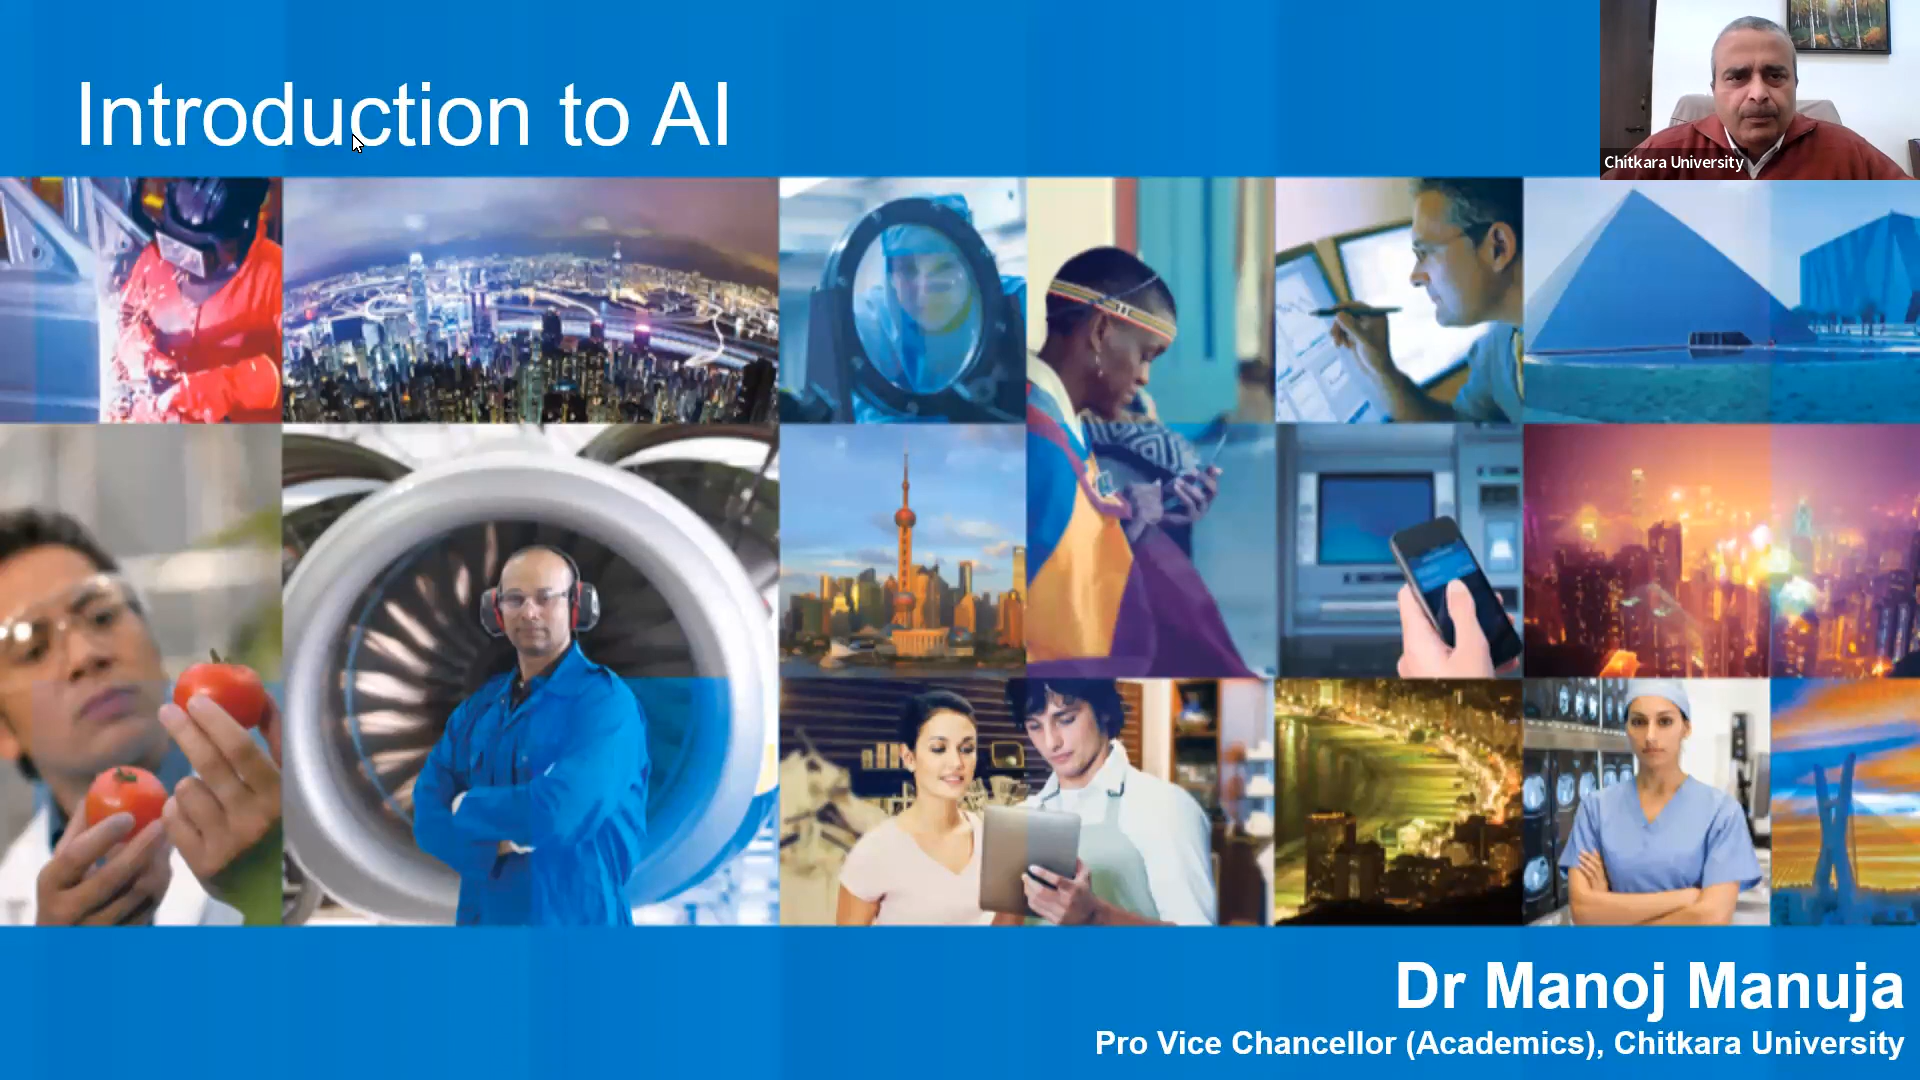 Introduction to AI
Chitkara University
Dr Manoj Manuja
Pro Vice Chancellor (Academics), Chitkara University